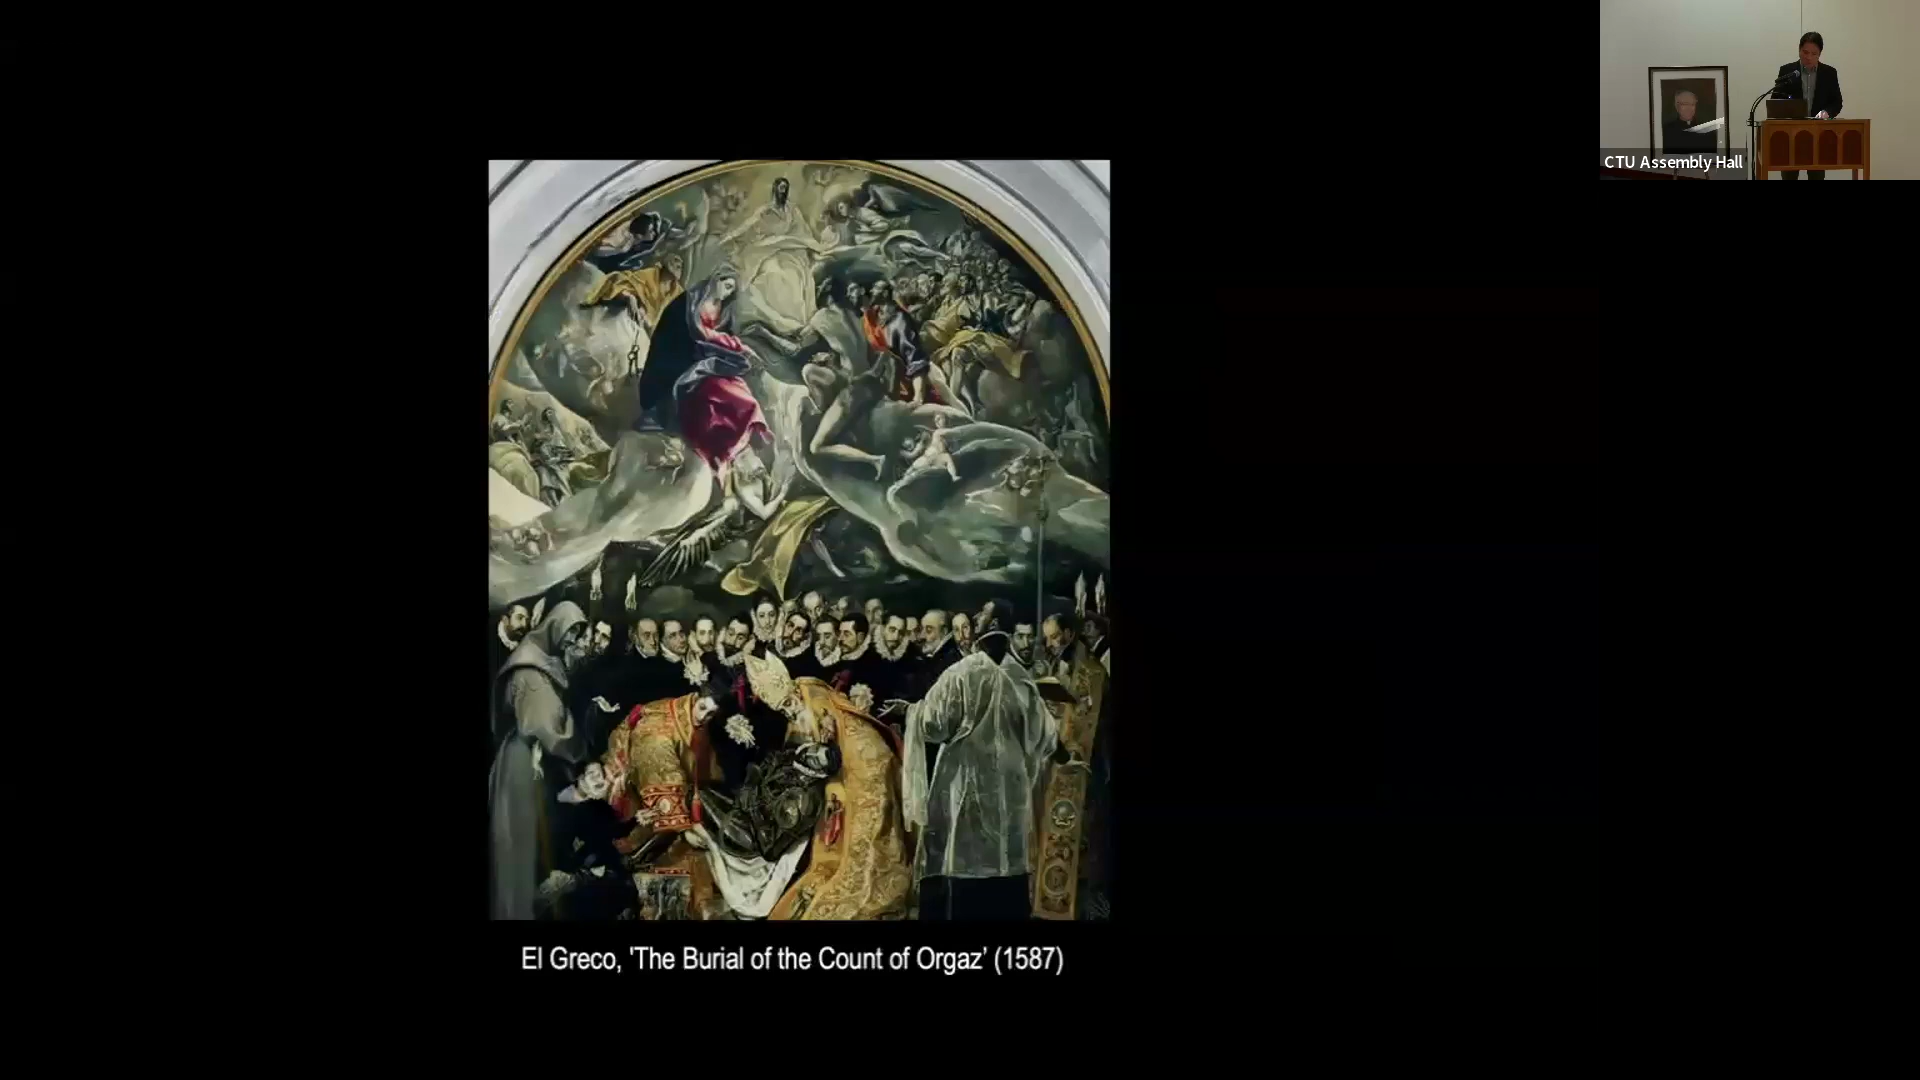 CTU Assembly Hall
El Greco, 'The Burial of the Count of Orgaz' (1587)